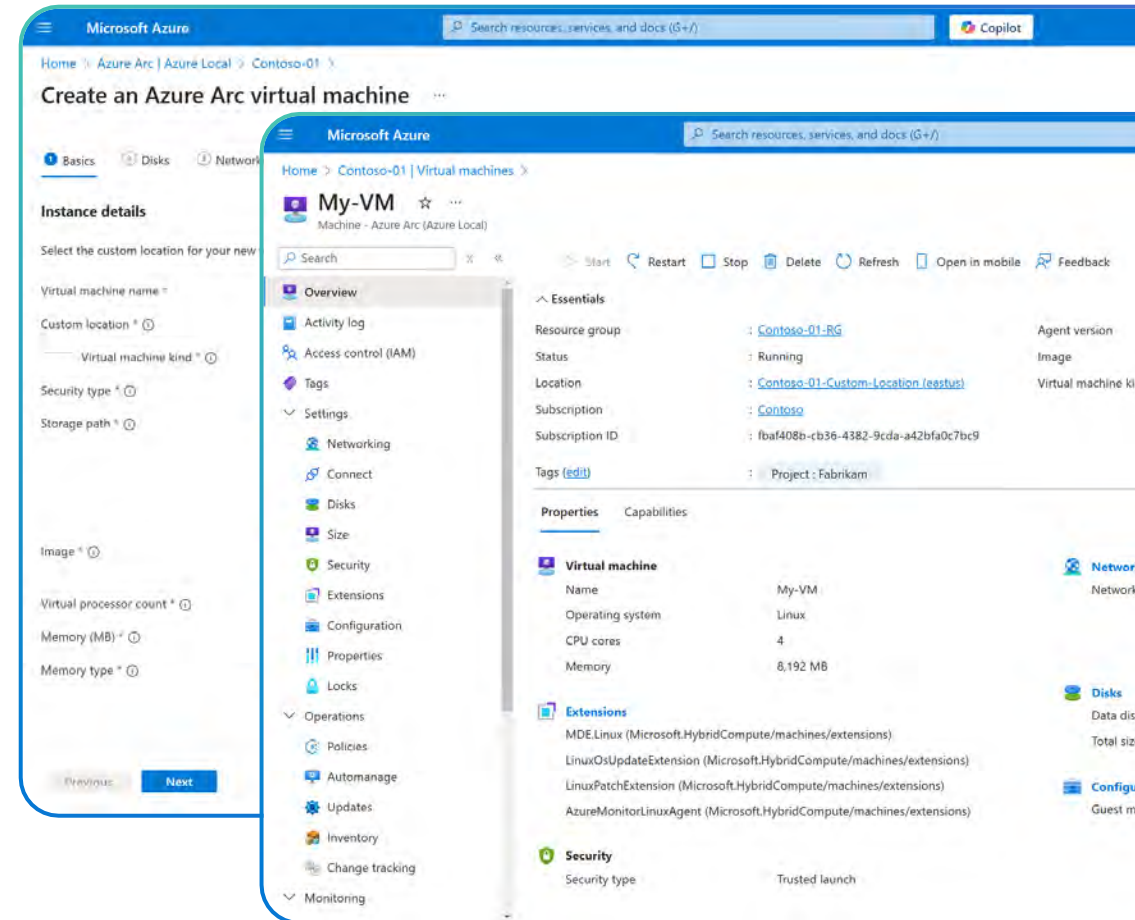 Microsoft Azure
Search resources, services, and docs (G+/)
Copilot
Home > Azure Arc | Azure Local > Contoso-01 >
Create an Azure Arc virtual machine ...
1 Basics
Disks
Instance details
Select the custom location for your new
Virtual machine name *
Custom location *
Virtual machine kind *
Security type *
Storage path *
Image *
Virtual processor count *
Memory (MB) *
Memory type *
Previous
Next
Microsoft Azure
Search resources, services, and docs (G+/)
Home > Contoso-01 | Virtual machines >
My-VM ...
Machine - Azure Arc (Azure Local)
Search
Overview
Activity log
Access control (IAM)
Tags
Settings
Networking
Connect
Disks
Size
Security
Extensions
Configuration
Properties
Locks
Operations
Policies
Automanage
Updates
Inventory
Change tracking
Monitoring
Start Restart Stop Delete Refresh Open in mobile Feedback
Essentials
Resource group : Contoso-01-RG
Status : Running
Location : Contoso-01-Custom-Location (eastus)
Subscription : Contoso
Subscription ID : fbaf408b-cb36-4382-9cda-a42bfa0c7bc9
Tags (edit) : Project : Fabrikam
Agent version
Image
Virtual machine
Properties Capabilities
Virtual machine
Name My-VM
Operating system Linux
CPU cores 4
Memory 8,192 MB
Extensions
MDE.Linux (Microsoft.HybridCompute/machines/extensions)
LinuxOsUpdateExtension (Microsoft.HybridCompute/machines/extensions)
LinuxPatchExtension (Microsoft.HybridCompute/machines/extensions)
AzureMonitorLinuxAgent (Microsoft.HybridCompute/machines/extensions)
Security
Security type Trusted launch
Disks
Data
Total
Guest